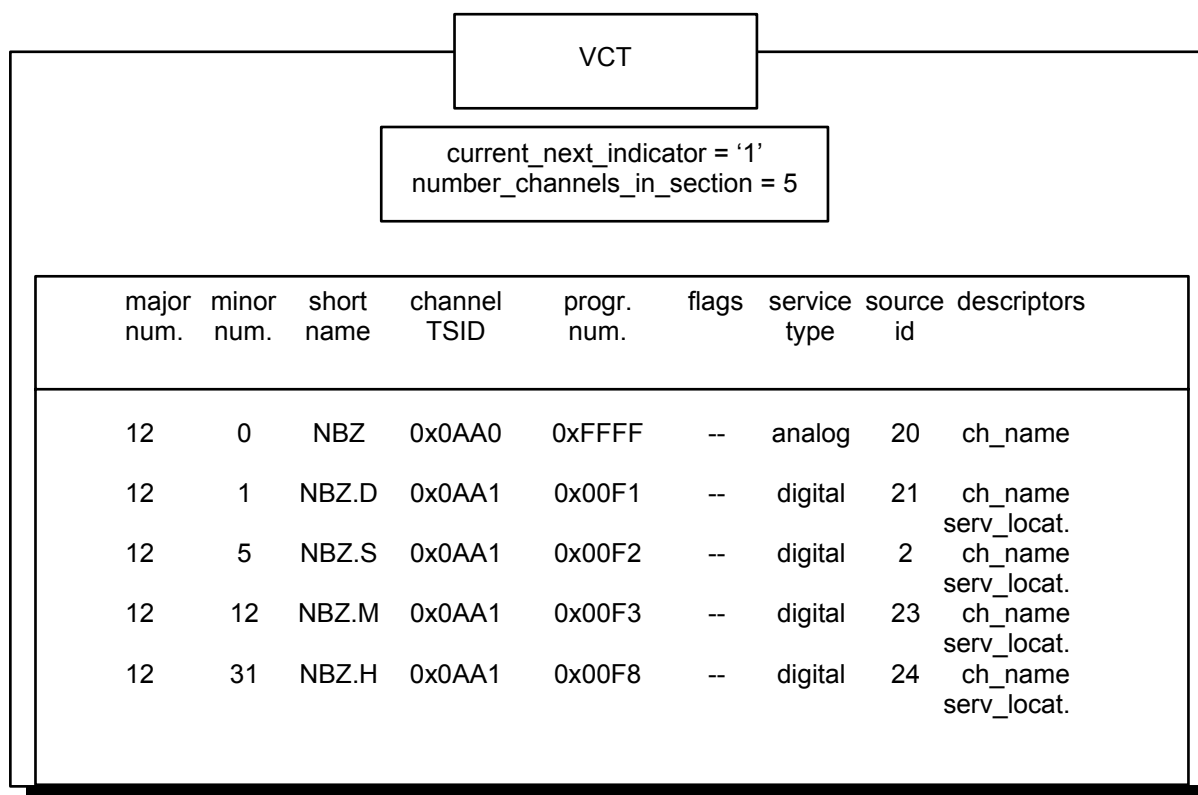 VCT
current_next_indicator = ‘1’
number_channels_in_section = 5
major minor short channel progr. flags service source descriptors
num. num. name TSID num. type id
12 0 NBZ 0x0AA0 0xFFFF -- analog 20 ch_name
12 1 NBZ.D 0x0AA1 0x00F1 -- digital 21 ch_name
serv_locat.
12 5 NBZ.S 0x0AA1 0x00F2 -- digital 2 ch_name
serv_locat.
12 12 NBZ.M 0x0AA1 0x00F3 -- digital 23 ch_name
serv_locat.
12 31 NBZ.H 0x0AA1 0x00F8 -- digital 24 ch_name
serv_locat.